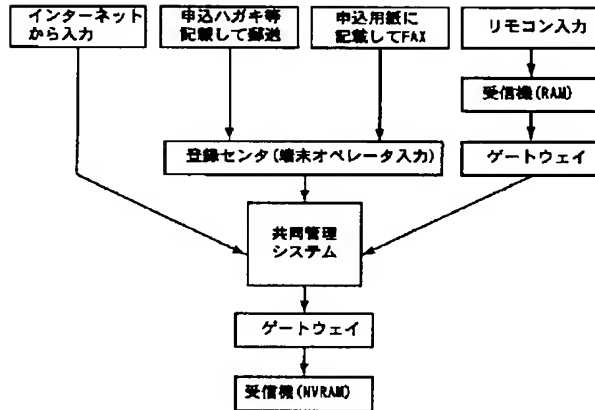 インターネット
から入力
申込ハガキ等
記載して郵送
申込用紙に
記載してFAX
リモコン入力
受信機(RAM)
登録センタ(端末オペレータ入力)
ゲートウェイ
共同管理
システム
ゲートウェイ
受信機(NVRAM)